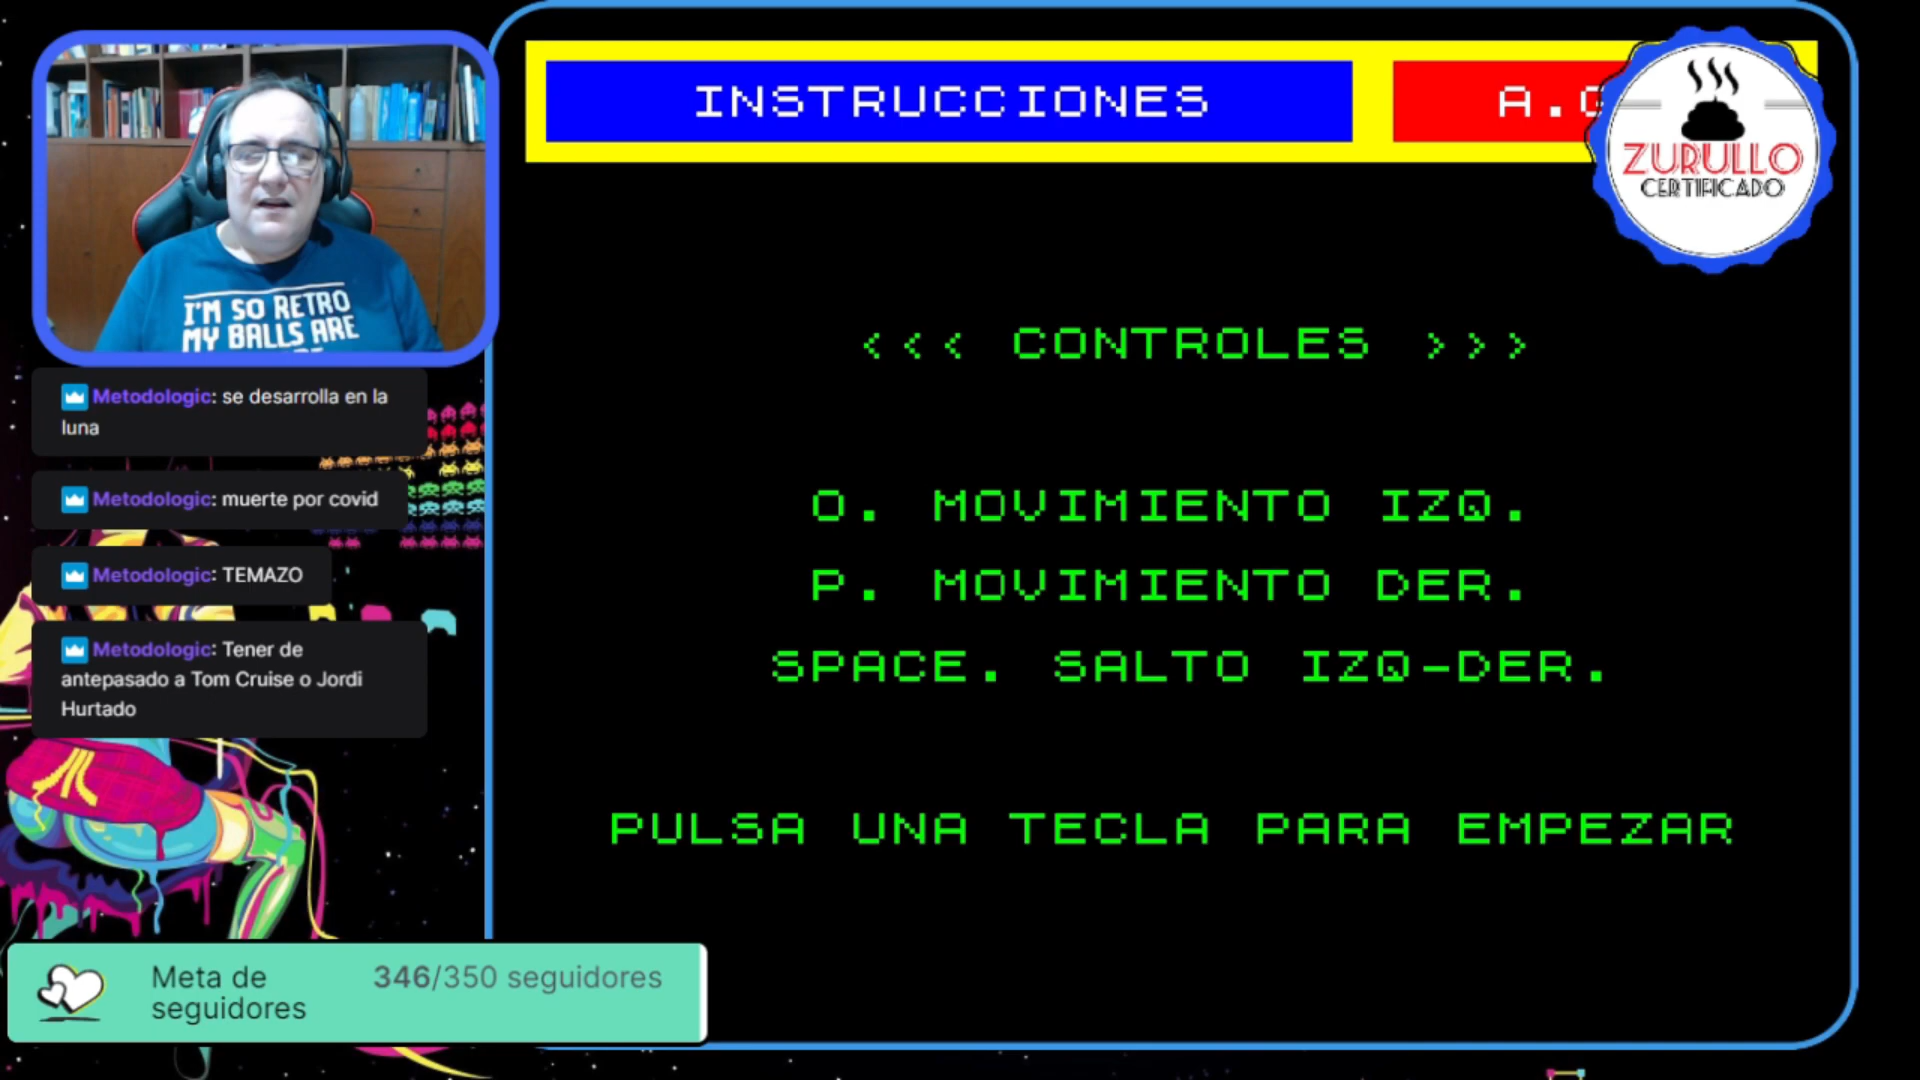 INSTRUCCIONES
ZURULLO
CERTIFICADO
I'M SO RETRO
MY BALLS ARE
<<< CONTROLES >>>
Metodologic: se desarrolla en la
luna
Metodologic: muerte por covid
Metodologic: TEMAZO
Metodologic: Tener de
antepasado a Tom Cruise o Jordi
Hurtado
O. MOVIMIENTO IZQ.
P. MOVIMIENTO DER.
SPACE. SALTO IZQ-DER.
PULSA UNA TECLA PARA EMPEZAR
Meta de
seguidores
346/350 seguidores